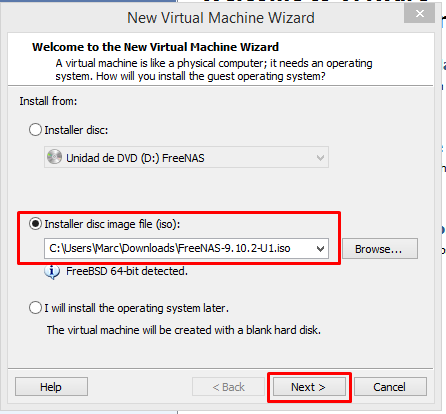 New Virtual Machine Wizard
Welcome to the New Virtual Machine Wizard
A virtual machine is like a physical computer; it needs an operating
system. How will you install the guest operating system?
Install from:
Installer disc:
Unidad de DVD (D:) FreeNAS
Installer disc image file (iso):
C:\Users\Marc\Downloads\FreeNAS-9.10.2-U1.iso
Browse...
FreeBSD 64-bit detected.
I will install the operating system later.
The virtual machine will be created with a blank hard disk.
Help
< Back
Next >
Cancel